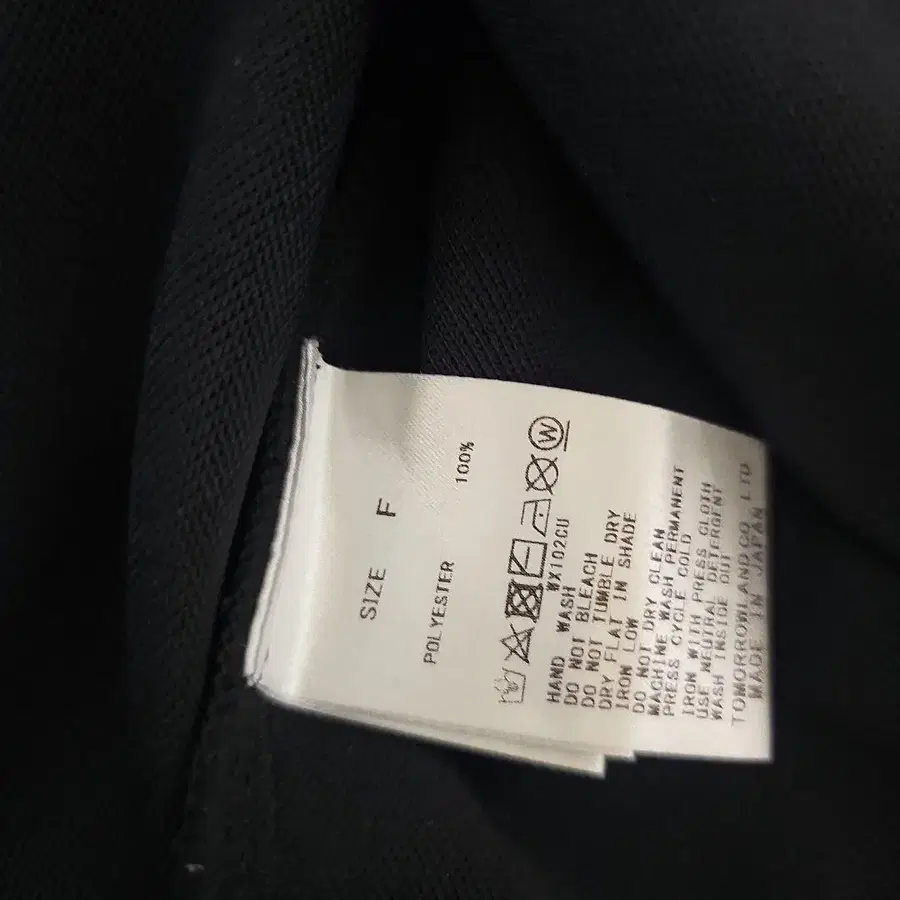 SIZE F
POLYESTER 100%
W
WX102CU
HAND WASH
DO NOT BLEACH
DO NOT TUMBLE DRY
DRY FLAT IN SHADE
IRON LOW
DO NOT DRY CLEAN
MACHINE WASH PERMANENT
PRESS CYCLE COLD
IRON WITH PRESS CLOTH
USE NEUTRAL DETERGENT
WASH INSIDE OUT
TOMORROWLAND CO LTD
MADE IN JAPAN